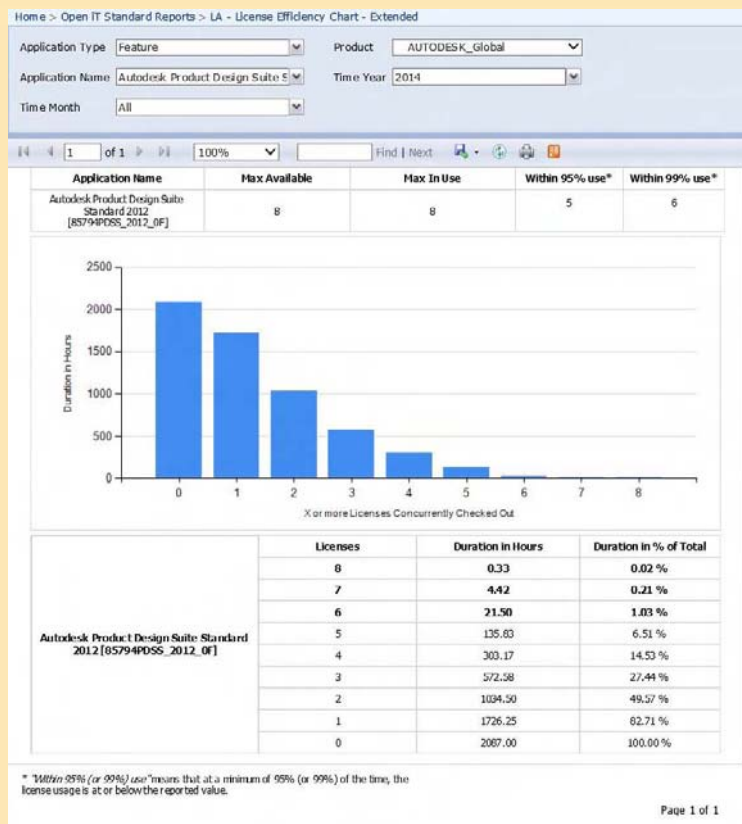 Home > Open iT Standard Reports > LA - License Efficiency Chart - Extended
Application Type Feature Product AUTODESK_Global
Application Name Autodesk Product Design Suite S Time Year 2014
Time Month All
1 of 1 100% Find | Next
Application Name Max Available Max In Use Within 95% use* Within 99% use*
Autodesk Product Design Suite
Standard 2012
[85794PDSS_2012_0F]
8 8 5 6
2500
2000
1500
1000
500
0
Duration in Hours
0 1 2 3 4 5 6 7 8
X or more Licenses Concurrently Checked Out
Licenses Duration in Hours Duration in % of Total
Autodesk Product Design Suite Standard
2012 [85794PDSS_2012_0F]
8 0.33 0.02 %
7 4.42 0.21 %
6 21.50 1.03 %
5 135.83 6.51 %
4 303.17 14.53 %
3 572.58 27.44 %
2 1034.50 49.57 %
1 1726.25 82.71 %
0 2087.00 100.00 %
* "Within 95% (or 99%) use" means that at a minimum of 95% (or 99%) of the time, the
license usage is at or below the reported value.
Page 1 of 1